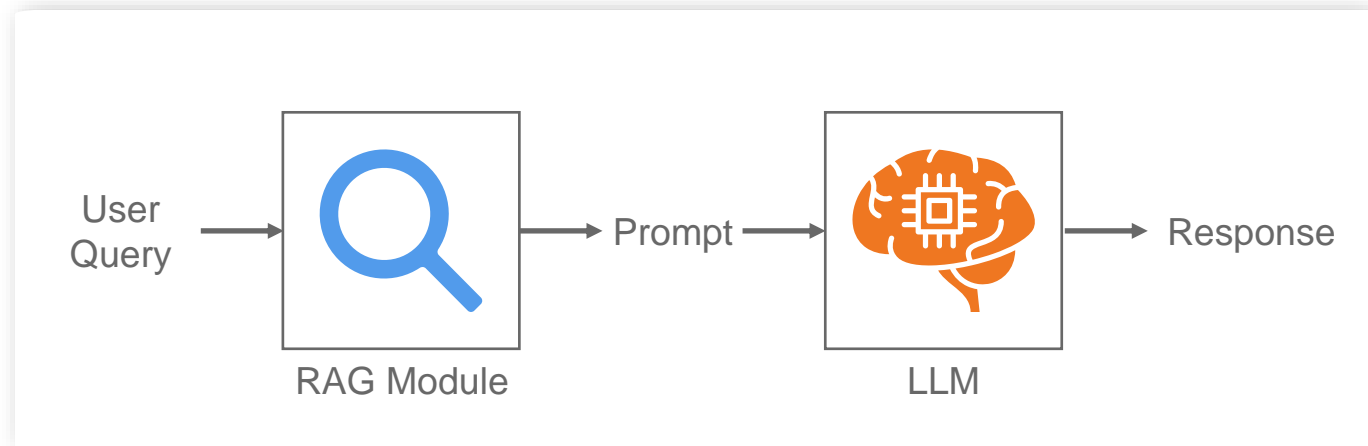 User
Query
Prompt
Response
RAG Module
LLM